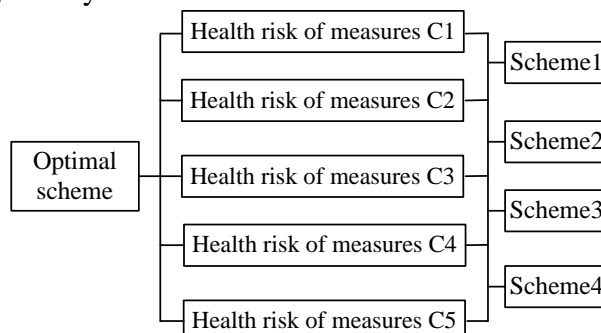 Health risk of measures C1
Scheme1
Health risk of measures C2
Scheme2
Optimal
scheme
Health risk of measures C3
Scheme3
Health risk of measures C4
Scheme4
Health risk of measures C5